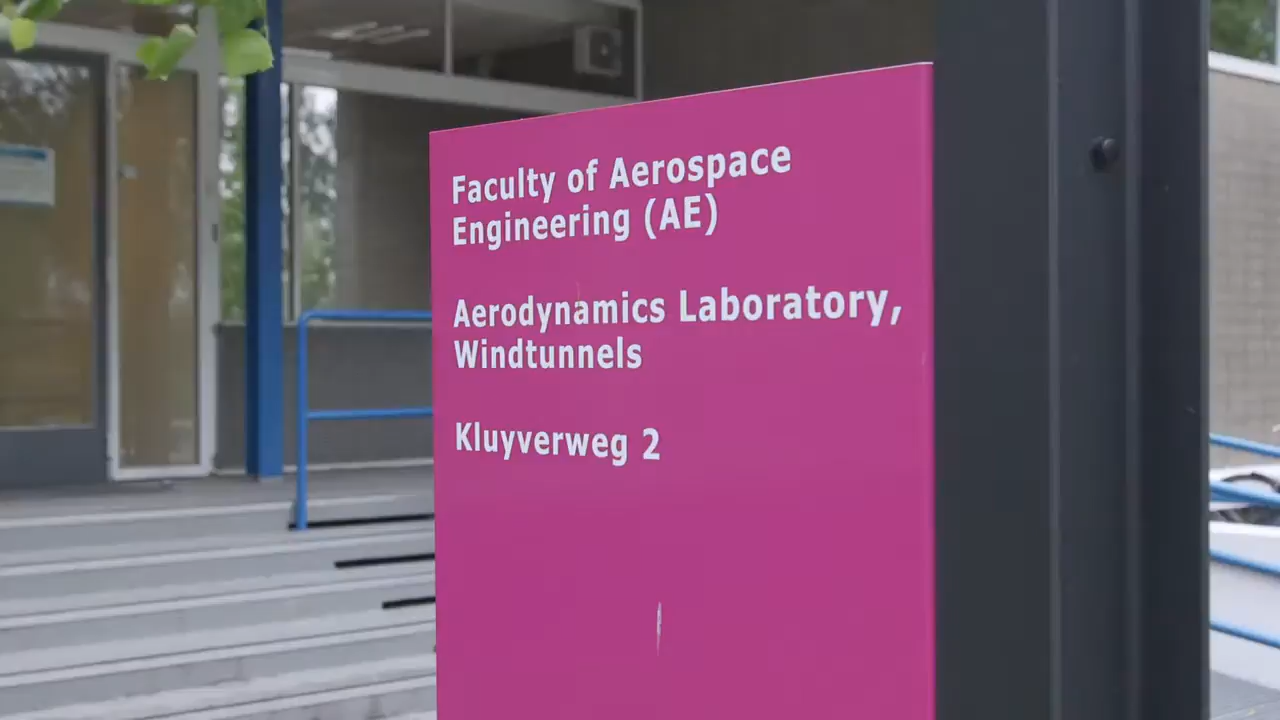 Faculty of Aerospace
Engineering (AE)
Aerodynamics Laboratory,
Windtunnels
Kluyverweg 2